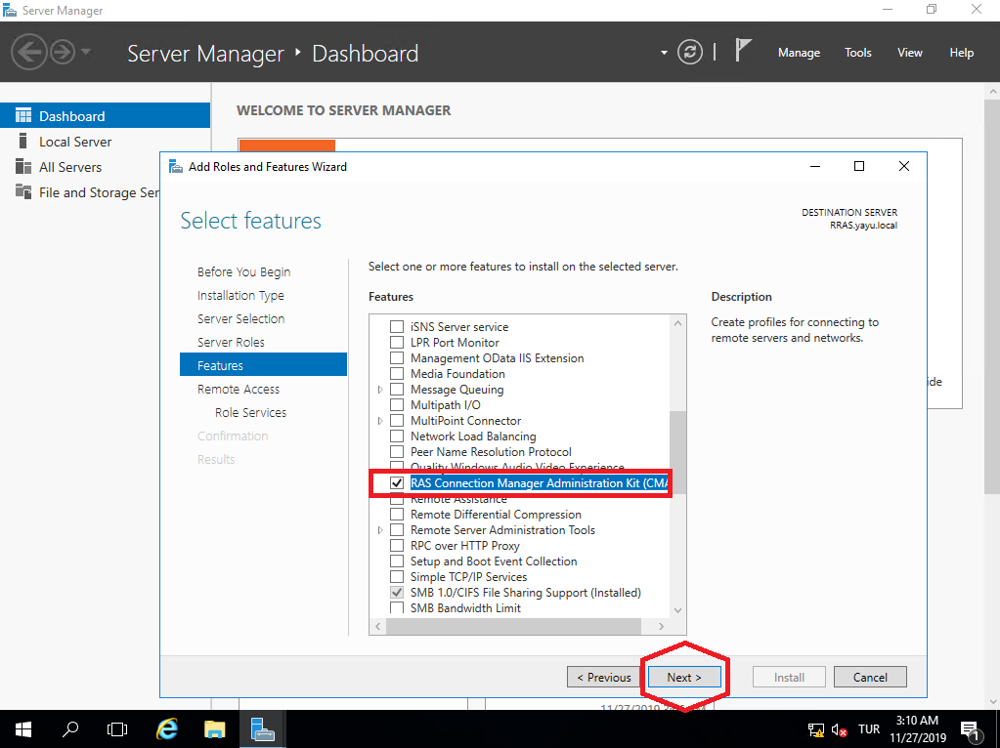 Server Manager
Server Manager ‣ Dashboard
Manage Tools View Help
Dashboard
Local Server
All Servers
File and Storage Ser
WELCOME TO SERVER MANAGER
Add Roles and Features Wizard
Select features
DESTINATION SERVER
RRAS.yayu.local
Before You Begin
Installation Type
Server Selection
Server Roles
Features
Remote Access
Role Services
Confirmation
Results
Select one or more features to install on the selected server.
Features
iSNS Server service
LPR Port Monitor
Management OData IIS Extension
Media Foundation
Message Queuing
Multipath I/O
MultiPoint Connector
Network Load Balancing
Peer Name Resolution Protocol
Quality Windows Audio Video Experience
RAS Connection Manager Administration Kit (CMA
Remote Assistance
Remote Differential Compression
Remote Server Administration Tools
RPC over HTTP Proxy
Setup and Boot Event Collection
Simple TCP/IP Services
SMB 1.0/CIFS File Sharing Support (Installed)
SMB Bandwidth Limit
Description
Create profiles for connecting to
remote servers and networks.
ide
< Previous Next > Install Cancel
11/27/2019
TUR
3:10 AM
11/27/2019
1